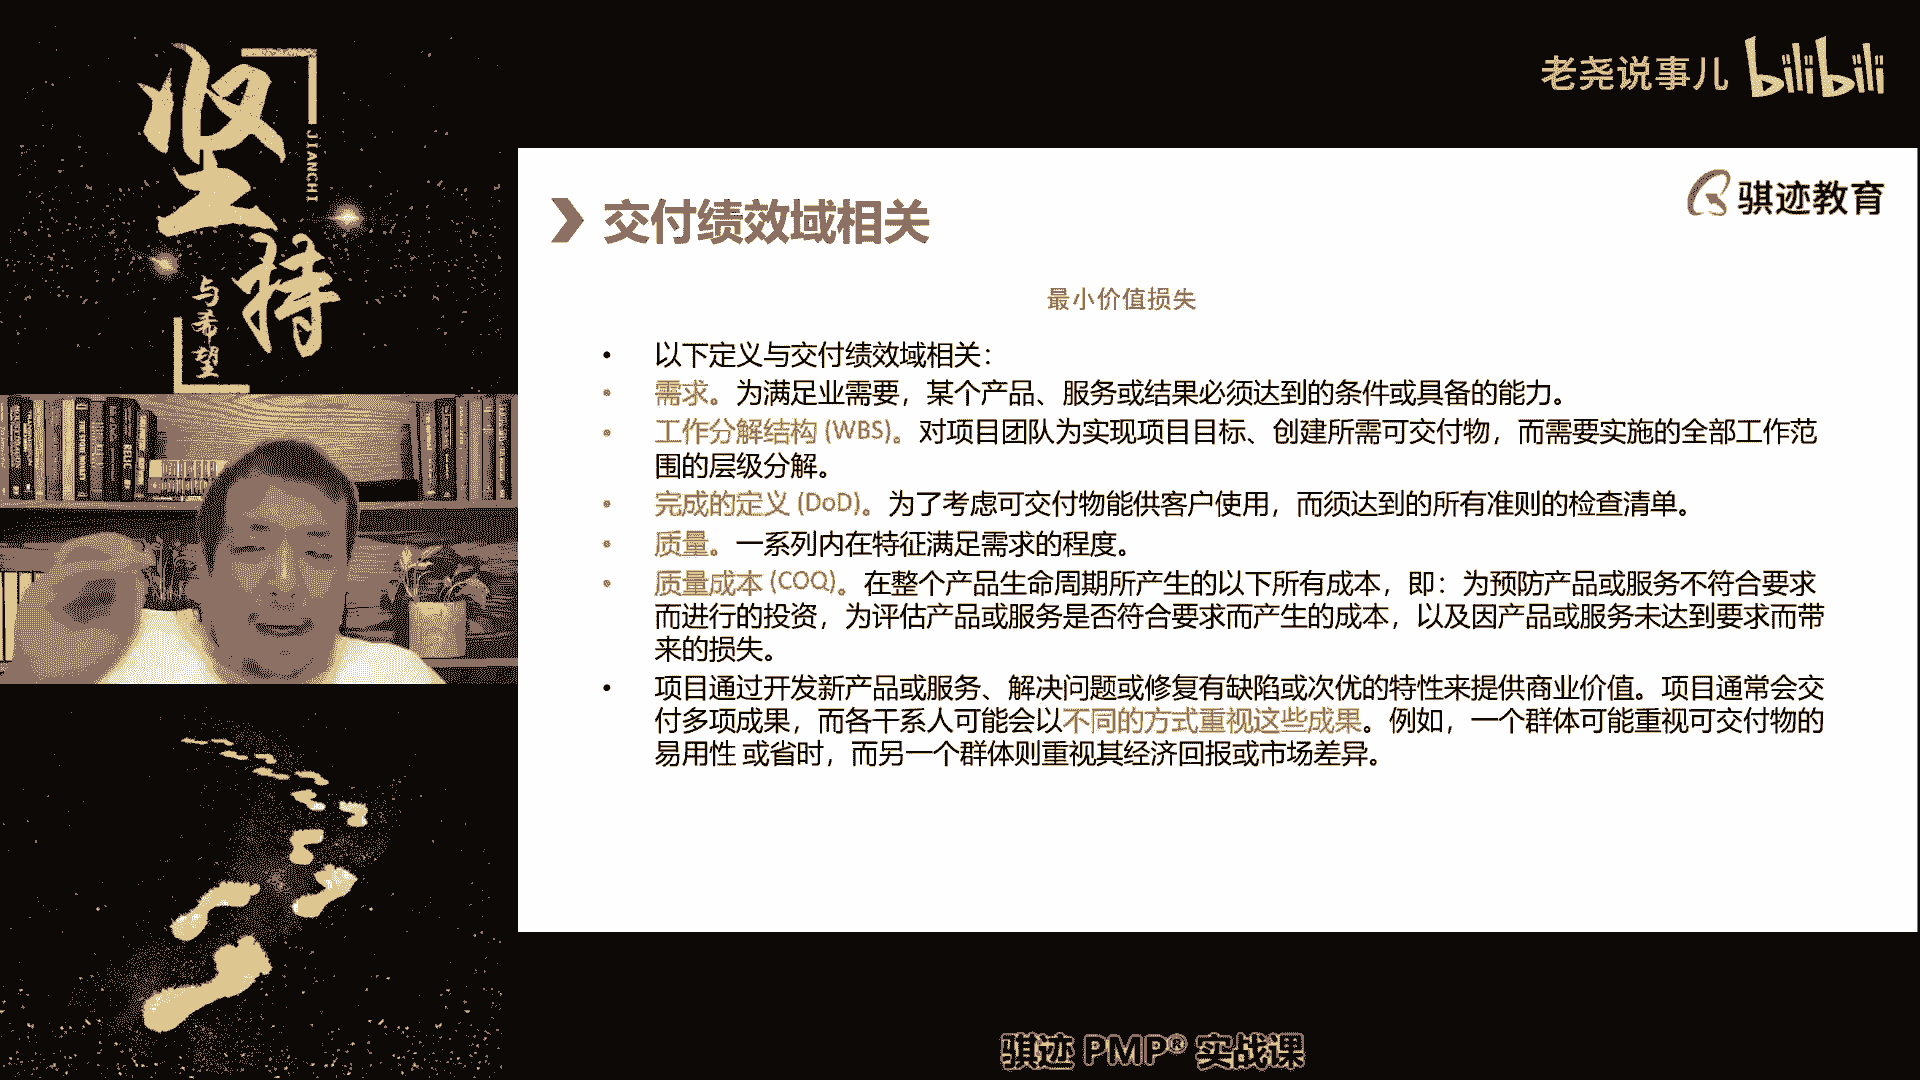 坚持
JIANCHI
与希望
老尧说事儿 bilibili
骐迹教育
交付绩效域相关
最小价值损失
• 以下定义与交付绩效域相关：
• 需求。为满足业需要，某个产品、服务或结果必须达到的条件或具备的能力。
• 工作分解结构 (WBS)。对项目团队为实现项目目标、创建所需可交付物，而需要实施的全部工作范
围的层级分解。
• 完成的定义 (DoD)。为了考虑可交付物能供客户使用，而须达到的所有准则的检查清单。
• 质量。一系列内在特征满足需求的程度。
• 质量成本 (COQ)。在整个产品生命周期所产生的以下所有成本，即：为预防产品或服务不符合要求
而进行的投资，为评估产品或服务是否符合要求而产生的成本，以及因产品或服务未达到要求而带
来的损失。
• 项目通过开发新产品或服务、解决问题或修复有缺陷或次优的特性来提供商业价值。项目通常会交
付多项成果，而各干系人可能会以不同的方式重视这些成果。例如，一个群体可能重视可交付物的
易用性 或省时，而另一个群体则重视其经济回报或市场差异。
骐迹 PMP® 实战课